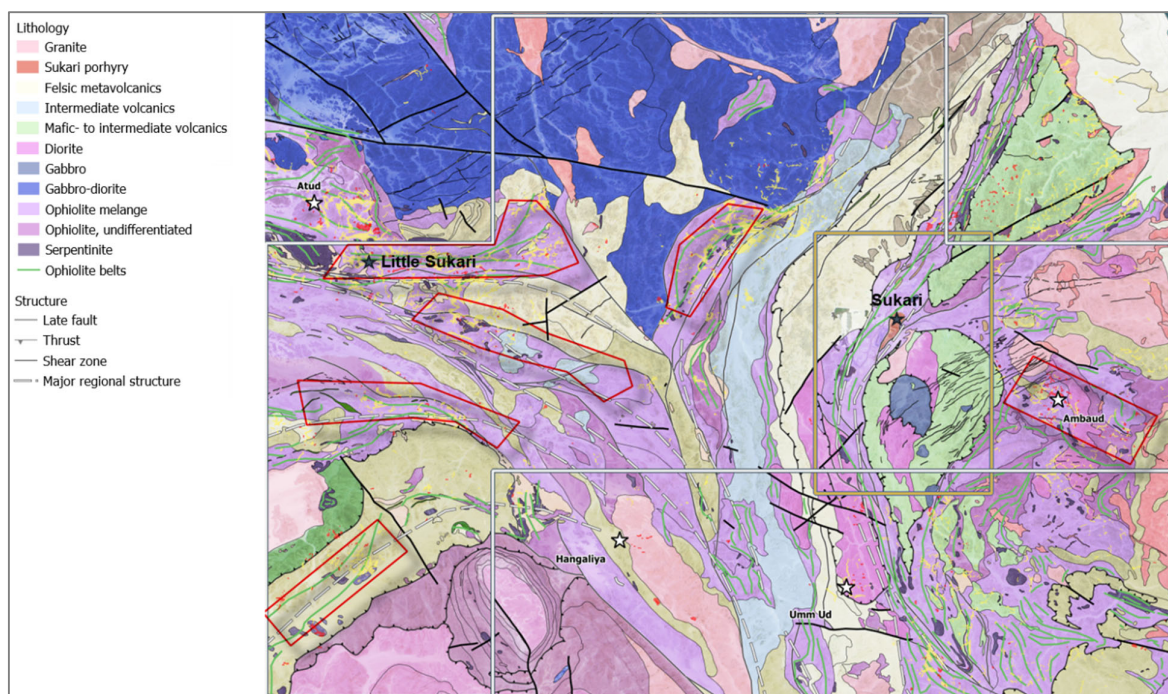 Lithology
Granite
Sukari porphyry
Felsic metavolcanics
Intermediate volcanics
Mafic- to intermediate volcanics
Diorite
Gabbro
Gabbro-diorite
Ophiolite melange
Ophiolite, undifferentiated
Serpentinite
Ophiolite belts
Structure
Late fault
Thrust
Shear zone
Major regional structure
Atud
Little Sukari
Sukari
Ambaud
Hangaliya
Umm Ud